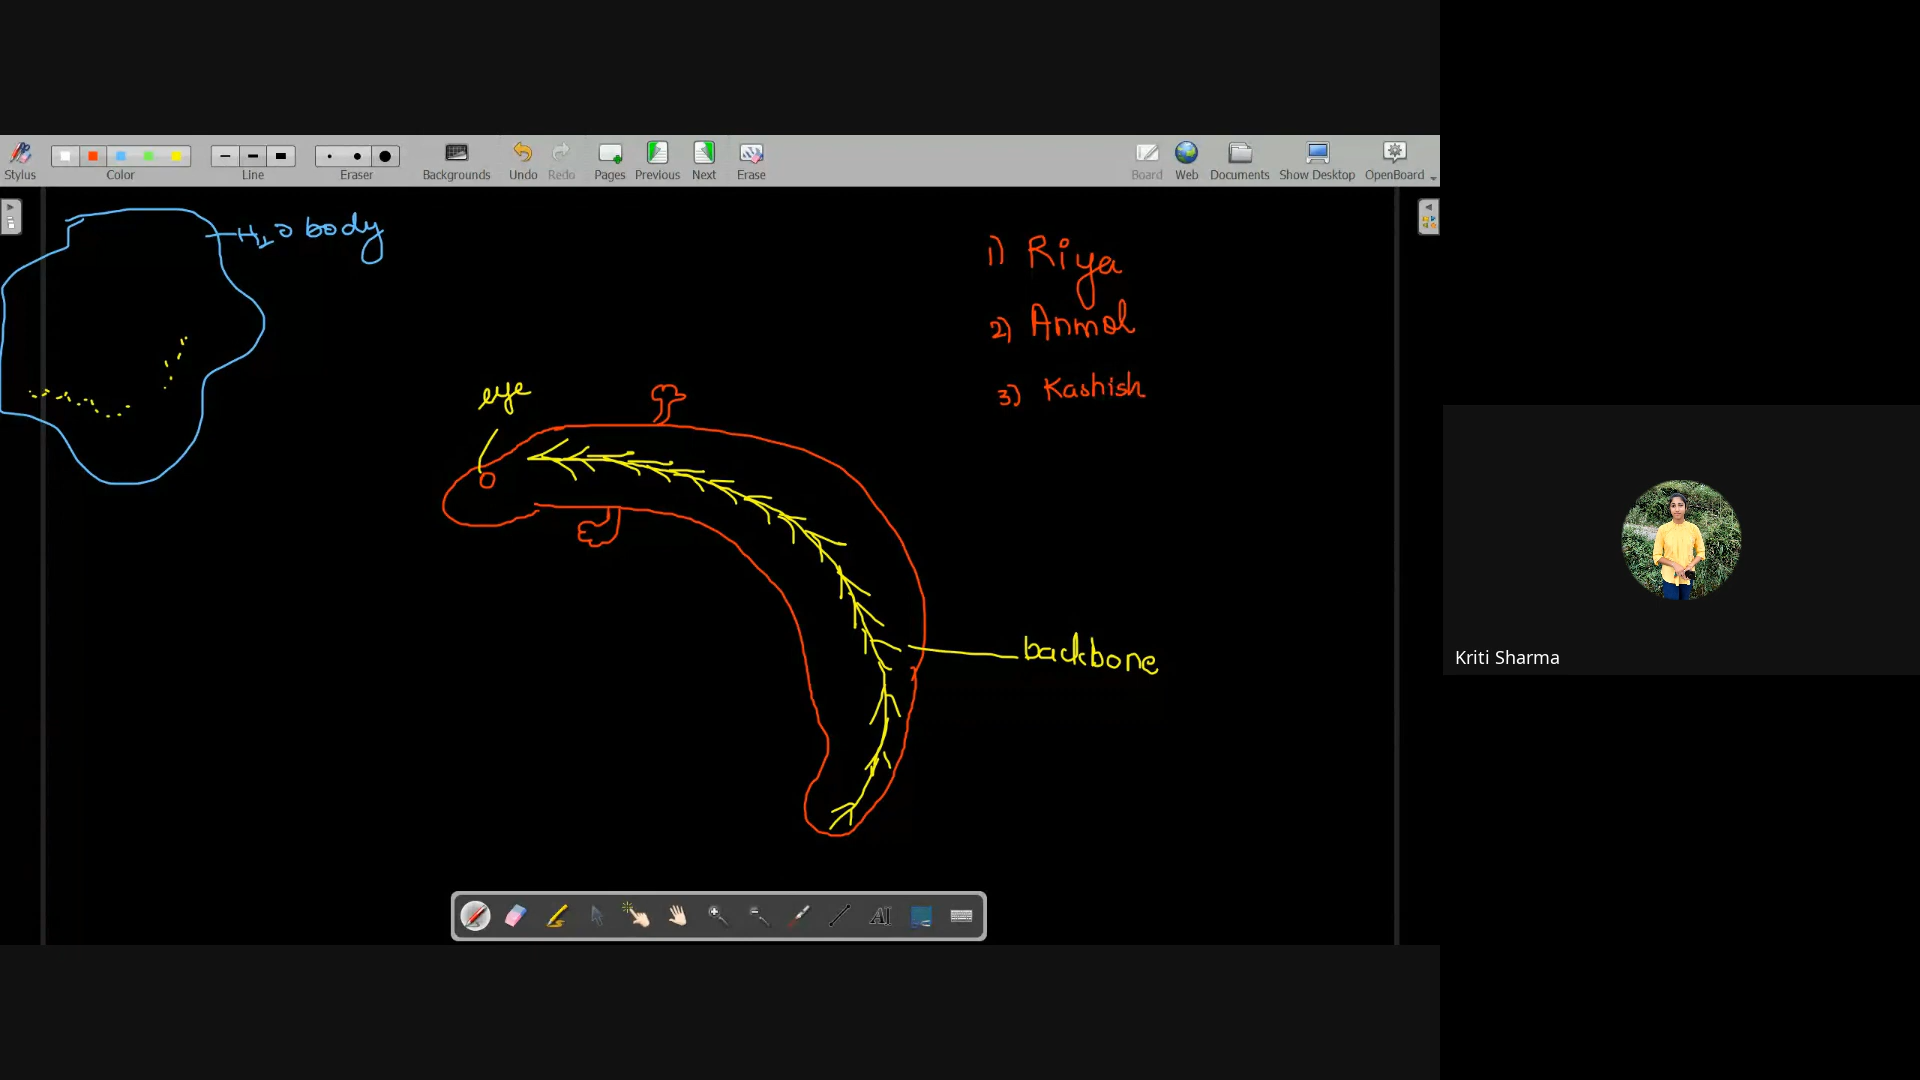 Stylus
Color
Line
Eraser
Backgrounds
Undo
Redo
Pages
Previous
Next
Erase
Board
Web
Documents
Show Desktop
OpenBoard
H2O body
1) Riya
2) Anmol
3) Kashish
eye
backbone
Kriti Sharma
AI